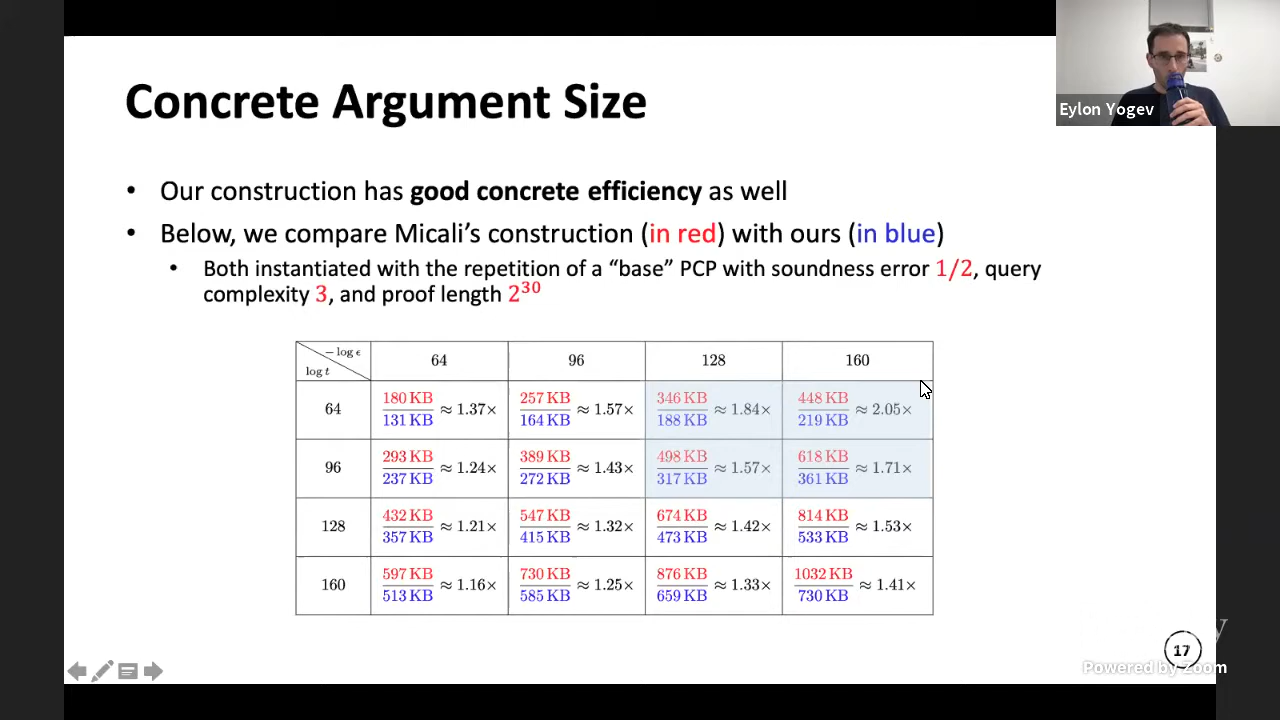 Concrete Argument Size
Eylon Yogev
• Our construction has good concrete efficiency as well
• Below, we compare Micali's construction (in red) with ours (in blue)
• Both instantiated with the repetition of a “base” PCP with soundness error 1/2, query
complexity 3, and proof length 2^30
− log ϵ
log t
64 96 128 160
64 180 KB/131 KB ≈ 1.37× 257 KB/164 KB ≈ 1.57× 346 KB/188 KB ≈ 1.84× 448 KB/219 KB ≈ 2.05×
96 293 KB/237 KB ≈ 1.24× 389 KB/272 KB ≈ 1.43× 498 KB/317 KB ≈ 1.57× 618 KB/361 KB ≈ 1.71×
128 432 KB/357 KB ≈ 1.21× 547 KB/415 KB ≈ 1.32× 674 KB/473 KB ≈ 1.42× 814 KB/533 KB ≈ 1.53×
160 597 KB/513 KB ≈ 1.16× 730 KB/585 KB ≈ 1.25× 876 KB/659 KB ≈ 1.33× 1032 KB/730 KB ≈ 1.41×
17
Powered by Zoom